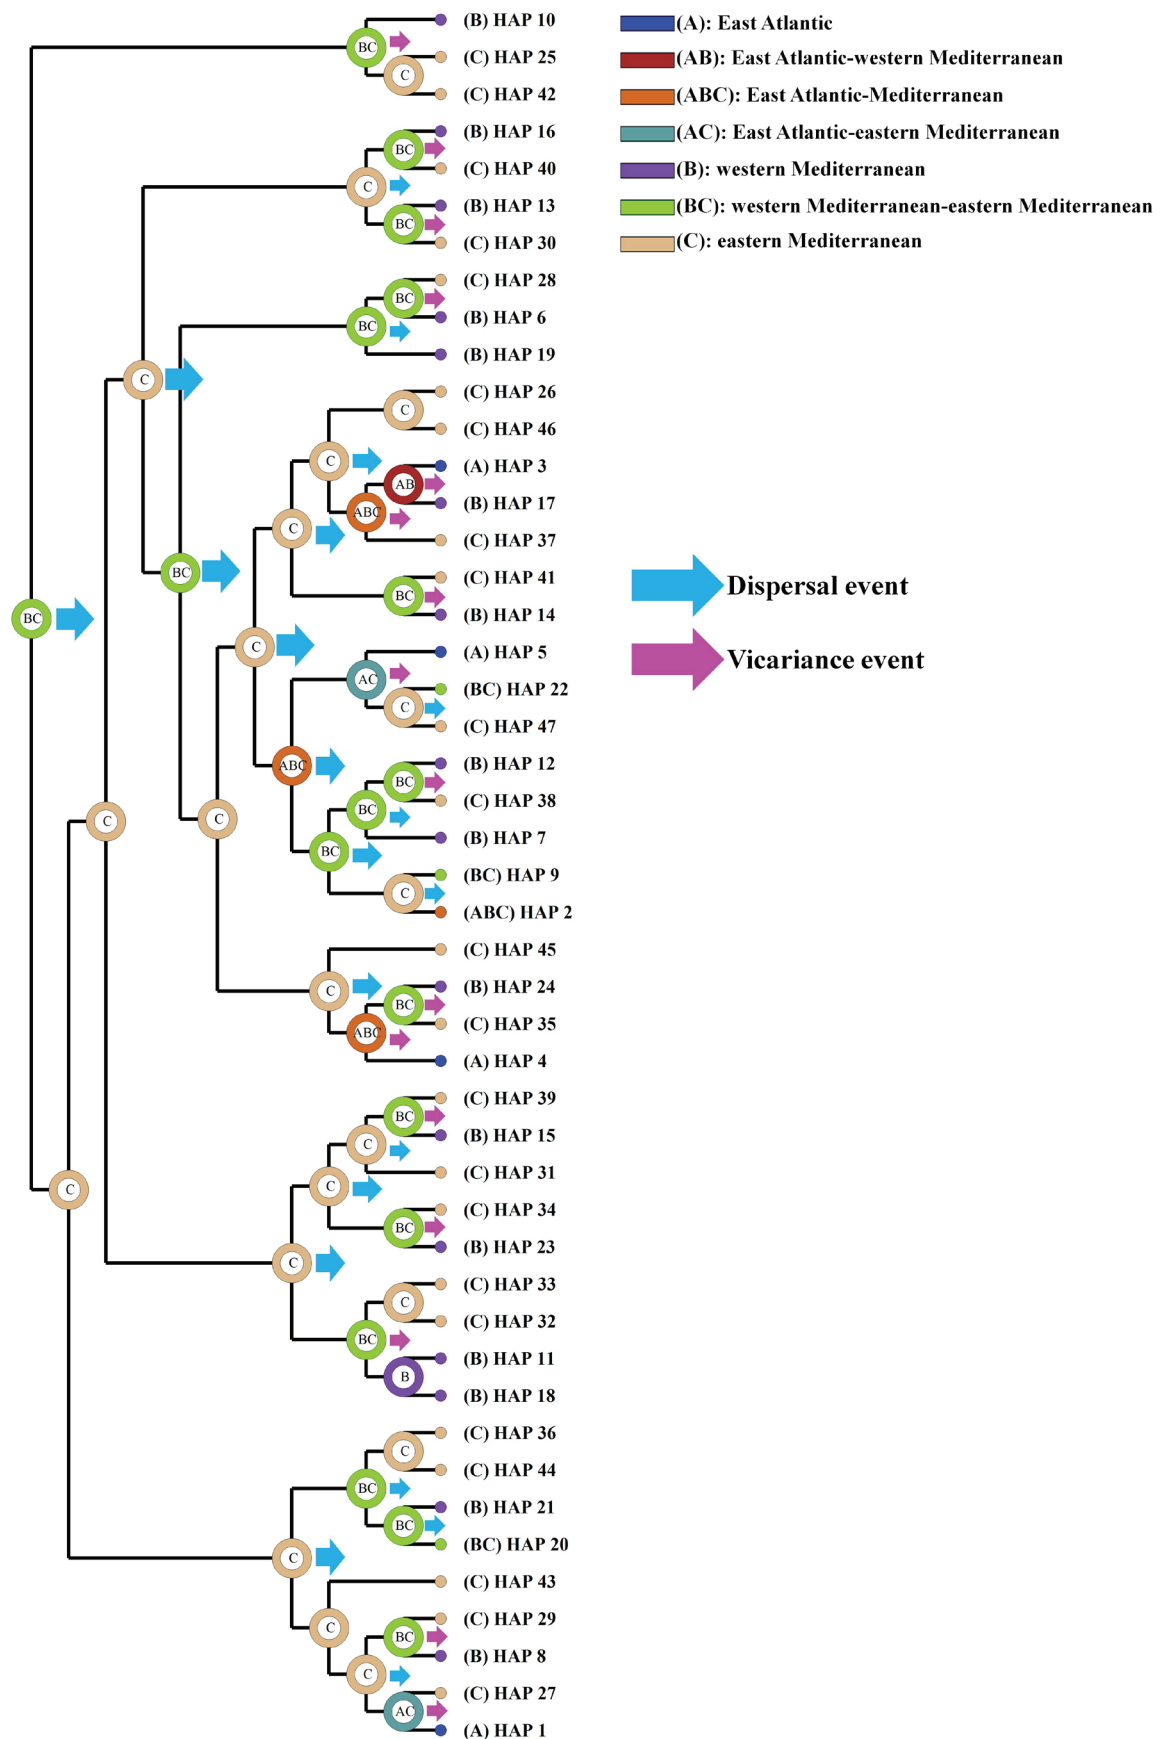 (B) HAP 10
(A): East Atlantic
BC
(C) HAP 25
(AB): East Atlantic-western Mediterranean
C
(C) HAP 42
(ABC): East Atlantic-Mediterranean
(B) HAP 16
(AC): East Atlantic-eastern Mediterranean
BC
(C) HAP 40
(B): western Mediterranean
C
(B) HAP 13
(BC): western Mediterranean-eastern Mediterranean
BC
(C) HAP 30
(C): eastern Mediterranean
(C) HAP 28
BC
(B) HAP 6
BC
(B) HAP 19
C
(C) HAP 26
C
(C) HAP 46
C
(A) HAP 3
AB
(B) HAP 17
ABC
C
(C) HAP 37
BC
(C) HAP 41
Dispersal event
BC
(B) HAP 14
BC
C
(A) HAP 5
Vicariance event
AC
(BC) HAP 22
C
(C) HAP 47
ABC
(B) HAP 12
BC
(C) HAP 38
BC
C
C
(B) HAP 7
BC
(BC) HAP 9
C
(ABC) HAP 2
(C) HAP 45
C
(B) HAP 24
BC
(C) HAP 35
ABC
(A) HAP 4
(C) HAP 39
BC
(B) HAP 15
C
(C) HAP 31
C
C
(C) HAP 34
BC
(B) HAP 23
C
(C) HAP 33
C
(C) HAP 32
BC
(B) HAP 11
B
(B) HAP 18
(C) HAP 36
C
(C) HAP 44
BC
(B) HAP 21
BC
(BC) HAP 20
C
(C) HAP 43
C
(C) HAP 29
BC
(B) HAP 8
C
(C) HAP 27
AC
(A) HAP 1